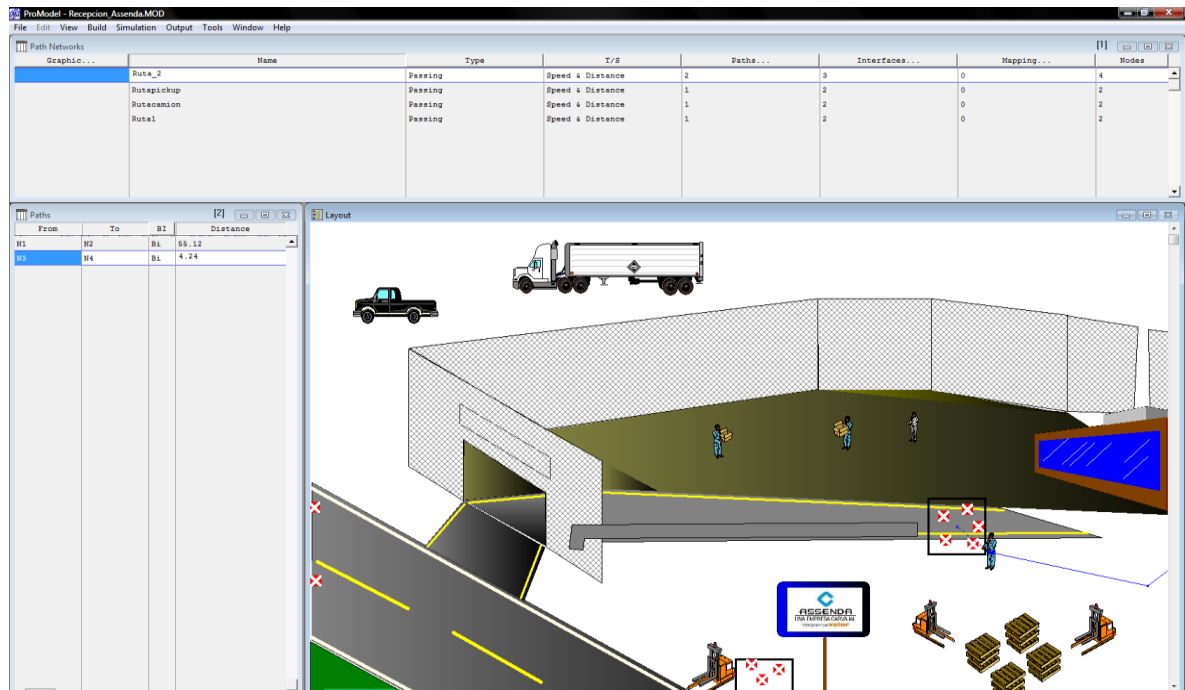 ProModel - Recepcion_Assenda.MOD
File Edit View Build Simulation Output Tools Window Help
Path Networks [1]
Graphic... Name Type T/S Paths... Interfaces... Mapping... Nodes
Ruta_2 Passing Speed & Distance 2 3 0 4
Rutapickup Passing Speed & Distance 1 2 0 2
Rutacamion Passing Speed & Distance 1 2 0 2
Ruta1 Passing Speed & Distance 1 2 0 2
Paths [2]
From To BI Distance
N1 N2 Bi 55.12
N3 N4 Bi 4.24
Layout
ASSENDA
UNA EMPRESA CARVAJAL